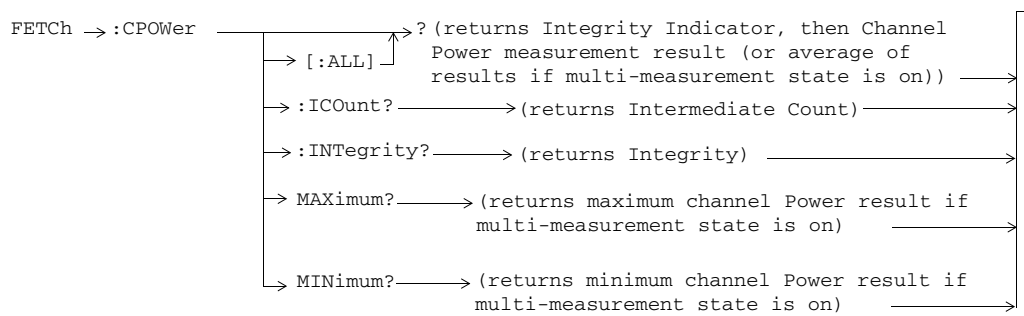 FETCh :CPOWer ? (returns Integrity Indicator, then Channel
[:ALL] Power measurement result (or average of
results if multi-measurement state is on))
:ICOunt? (returns Intermediate Count)
:INTegrity? (returns Integrity)
MAXimum? (returns maximum channel Power result if
multi-measurement state is on)
MINimum? (returns minimum channel Power result if
multi-measurement state is on)